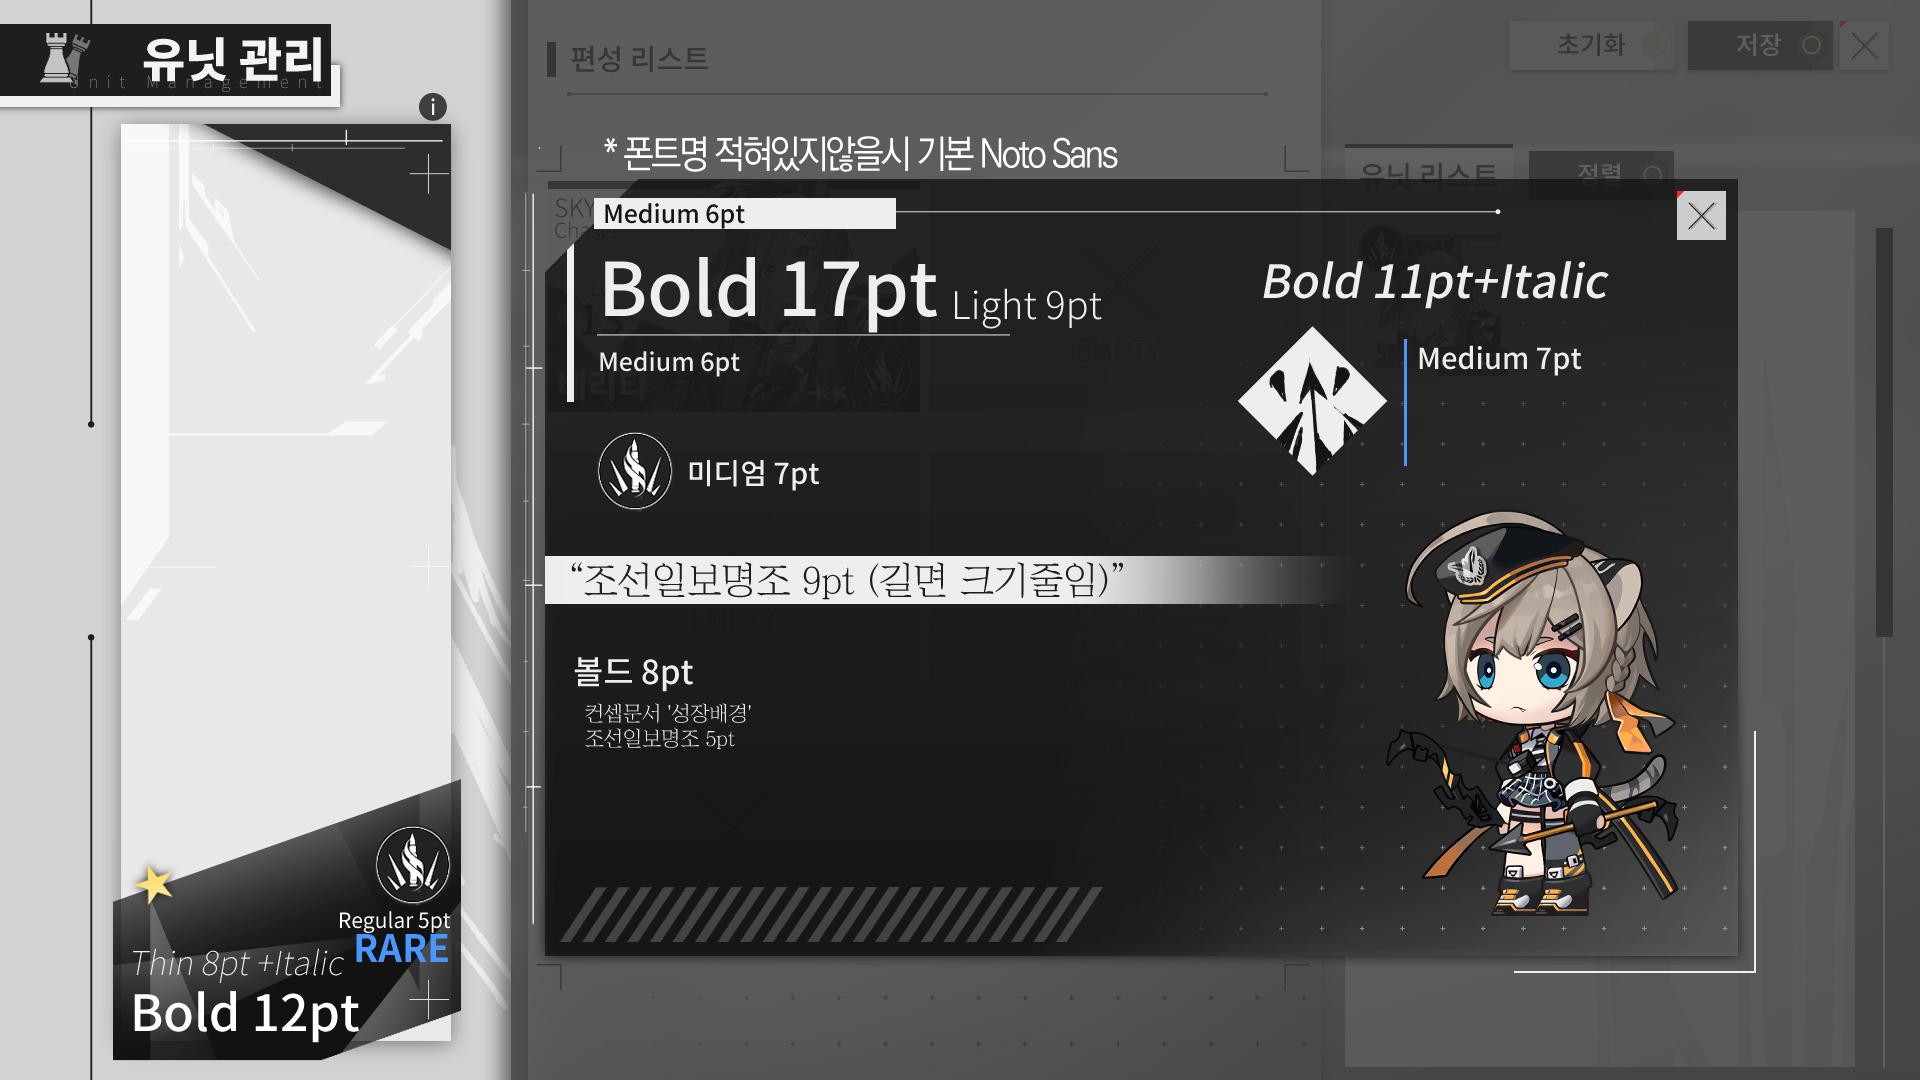 유닛 관리
Unit Management
i
편성 리스트
초기화
저장
* 폰트명 적혀있지않을시 기본 Noto Sans
유닛 리스트
정렬
SKY
Medium 6pt
Bold 17pt Light 9pt
Bold 11pt+Italic
EMPTY
Medium 6pt
Medium 7pt
미디엄 7pt
“조선일보명조 9pt (길면 크기줄임)”
EMPTY
볼드 8pt
컨셉문서 '성장배경'
조선일보명조 5pt
Regular 5pt
RARE
Thin 8pt +Italic
Bold 12pt